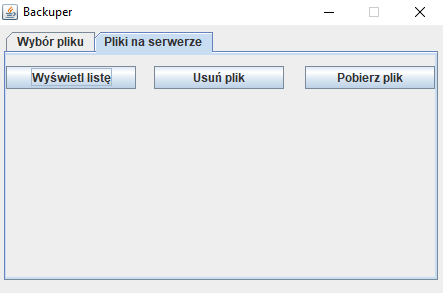 Backuper
Wybór pliku Pliki na serwerze
Wyświetl listę Usuń plik Pobierz plik